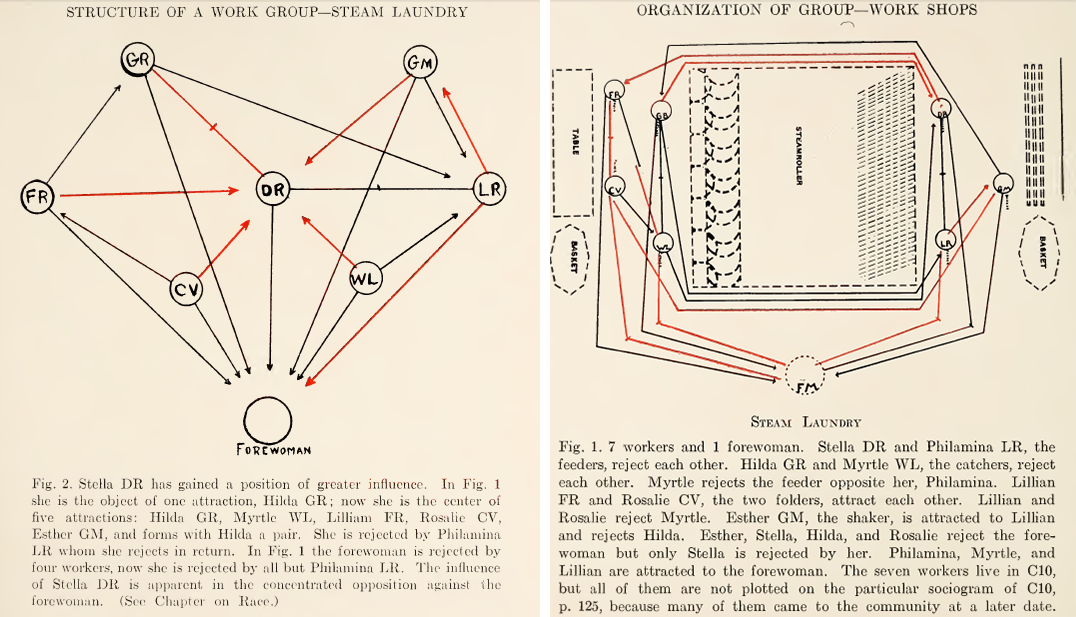 STRUCTURE OF A WORK GROUP—STEAM LAUNDRY
GR
GM
FR
DR
LR
CV
WL
FOREWOMAN
Fig. 2. Stella DR has gained a position of greater influence. In Fig. 1
she is the object of one attraction, Hilda GR; now she is the center of
five attractions: Hilda GR, Myrtle WL, Lilliam FR, Rosalie CV,
Esther GM, and forms with Hilda a pair. She is rejected by Philamina
LR whom she rejects in return. In Fig. 1 the forewoman is rejected by
four workers, now she is rejected by all but Philamina LR. The influence
of Stella DR is apparent in the concentrated opposition against the
forewoman. (See Chapter on Race.)
ORGANIZATION OF GROUP—WORK SHOPS
FR
GR
DR
TABLE
STEAMROLLER
CV
GM
WL
LR
BASKET
BASKET
FM
STEAM LAUNDRY
Fig. 1. 7 workers and 1 forewoman. Stella DR and Philamina LR, the
feeders, reject each other. Hilda GR and Myrtle WL, the catchers, reject
each other. Myrtle rejects the feeder opposite her, Philamina. Lillian
FR and Rosalie CV, the two folders, attract each other. Lillian and
Rosalie reject Myrtle. Esther GM, the shaker, is attracted to Lillian
and rejects Hilda. Esther, Stella, Hilda, and Rosalie reject the fore-
woman but only Stella is rejected by her. Philamina, Myrtle, and
Lillian are attracted to the forewoman. The seven workers live in C10,
but all of them are not plotted on the particular sociogram of C10,
p. 125, because many of them came to the community at a later date.